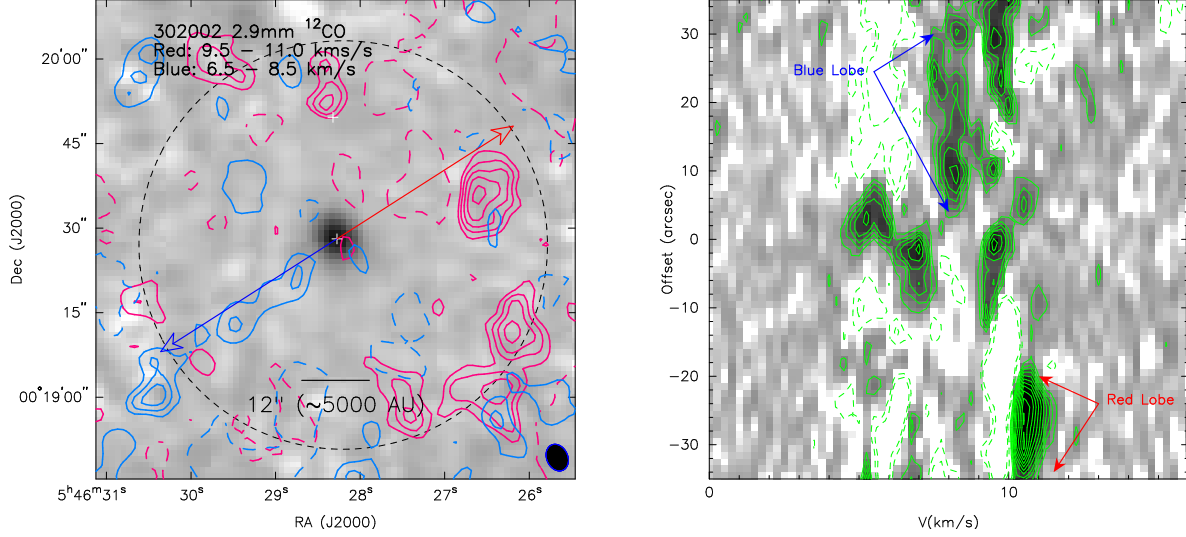 302002 2.9mm ¹²CO
Red: 9.5 − 11.0 kms/s
Blue: 6.5 − 8.5 km/s
20'00"
45"
30"
15"
00°19'00"
Dec (J2000)
12" (~5000 AU)
5ʰ46ᵐ31ˢ
30ˢ
29ˢ
28ˢ
27ˢ
26ˢ
RA (J2000)
Blue Lobe
Red Lobe
30
20
10
0
−10
−20
−30
Offset (arcsec)
0
10
V(km/s)